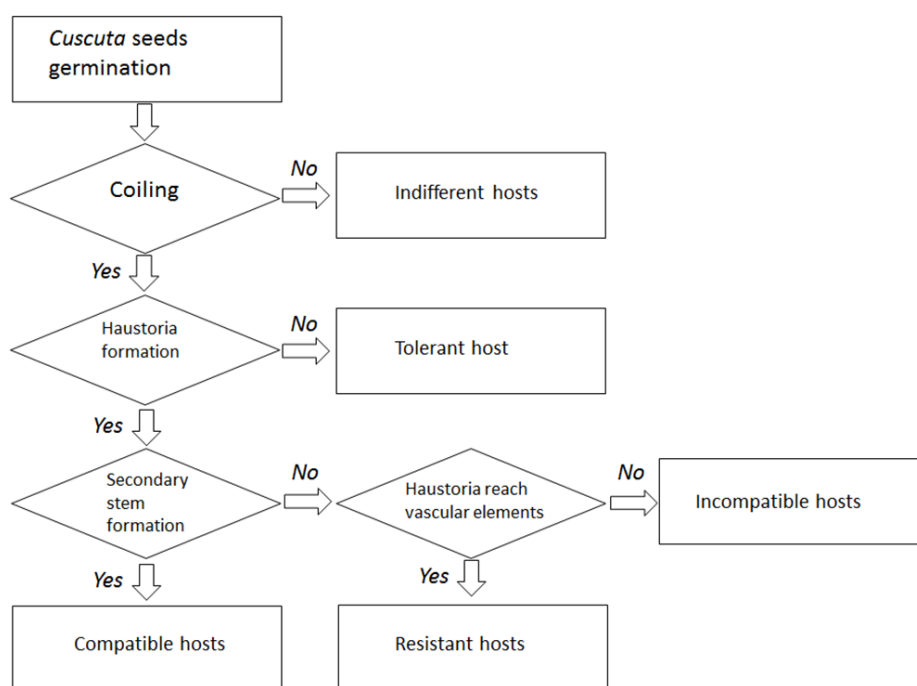 Cuscuta seeds
germination
Coiling
No
Indifferent hosts
Yes
Haustoria
formation
No
Tolerant host
Yes
Secondary
stem
formation
No
Haustoria reach
vascular elements
No
Incompatible hosts
Yes
Yes
Compatible hosts
Resistant hosts